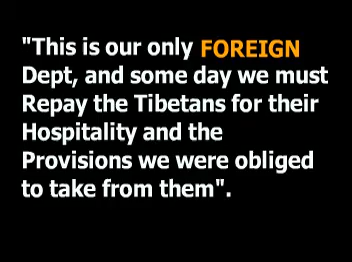 "This is our only FOREIGN
Dept, and some day we must
Repay the Tibetans for their
Hospitality and the
Provisions we were obliged
to take from them".